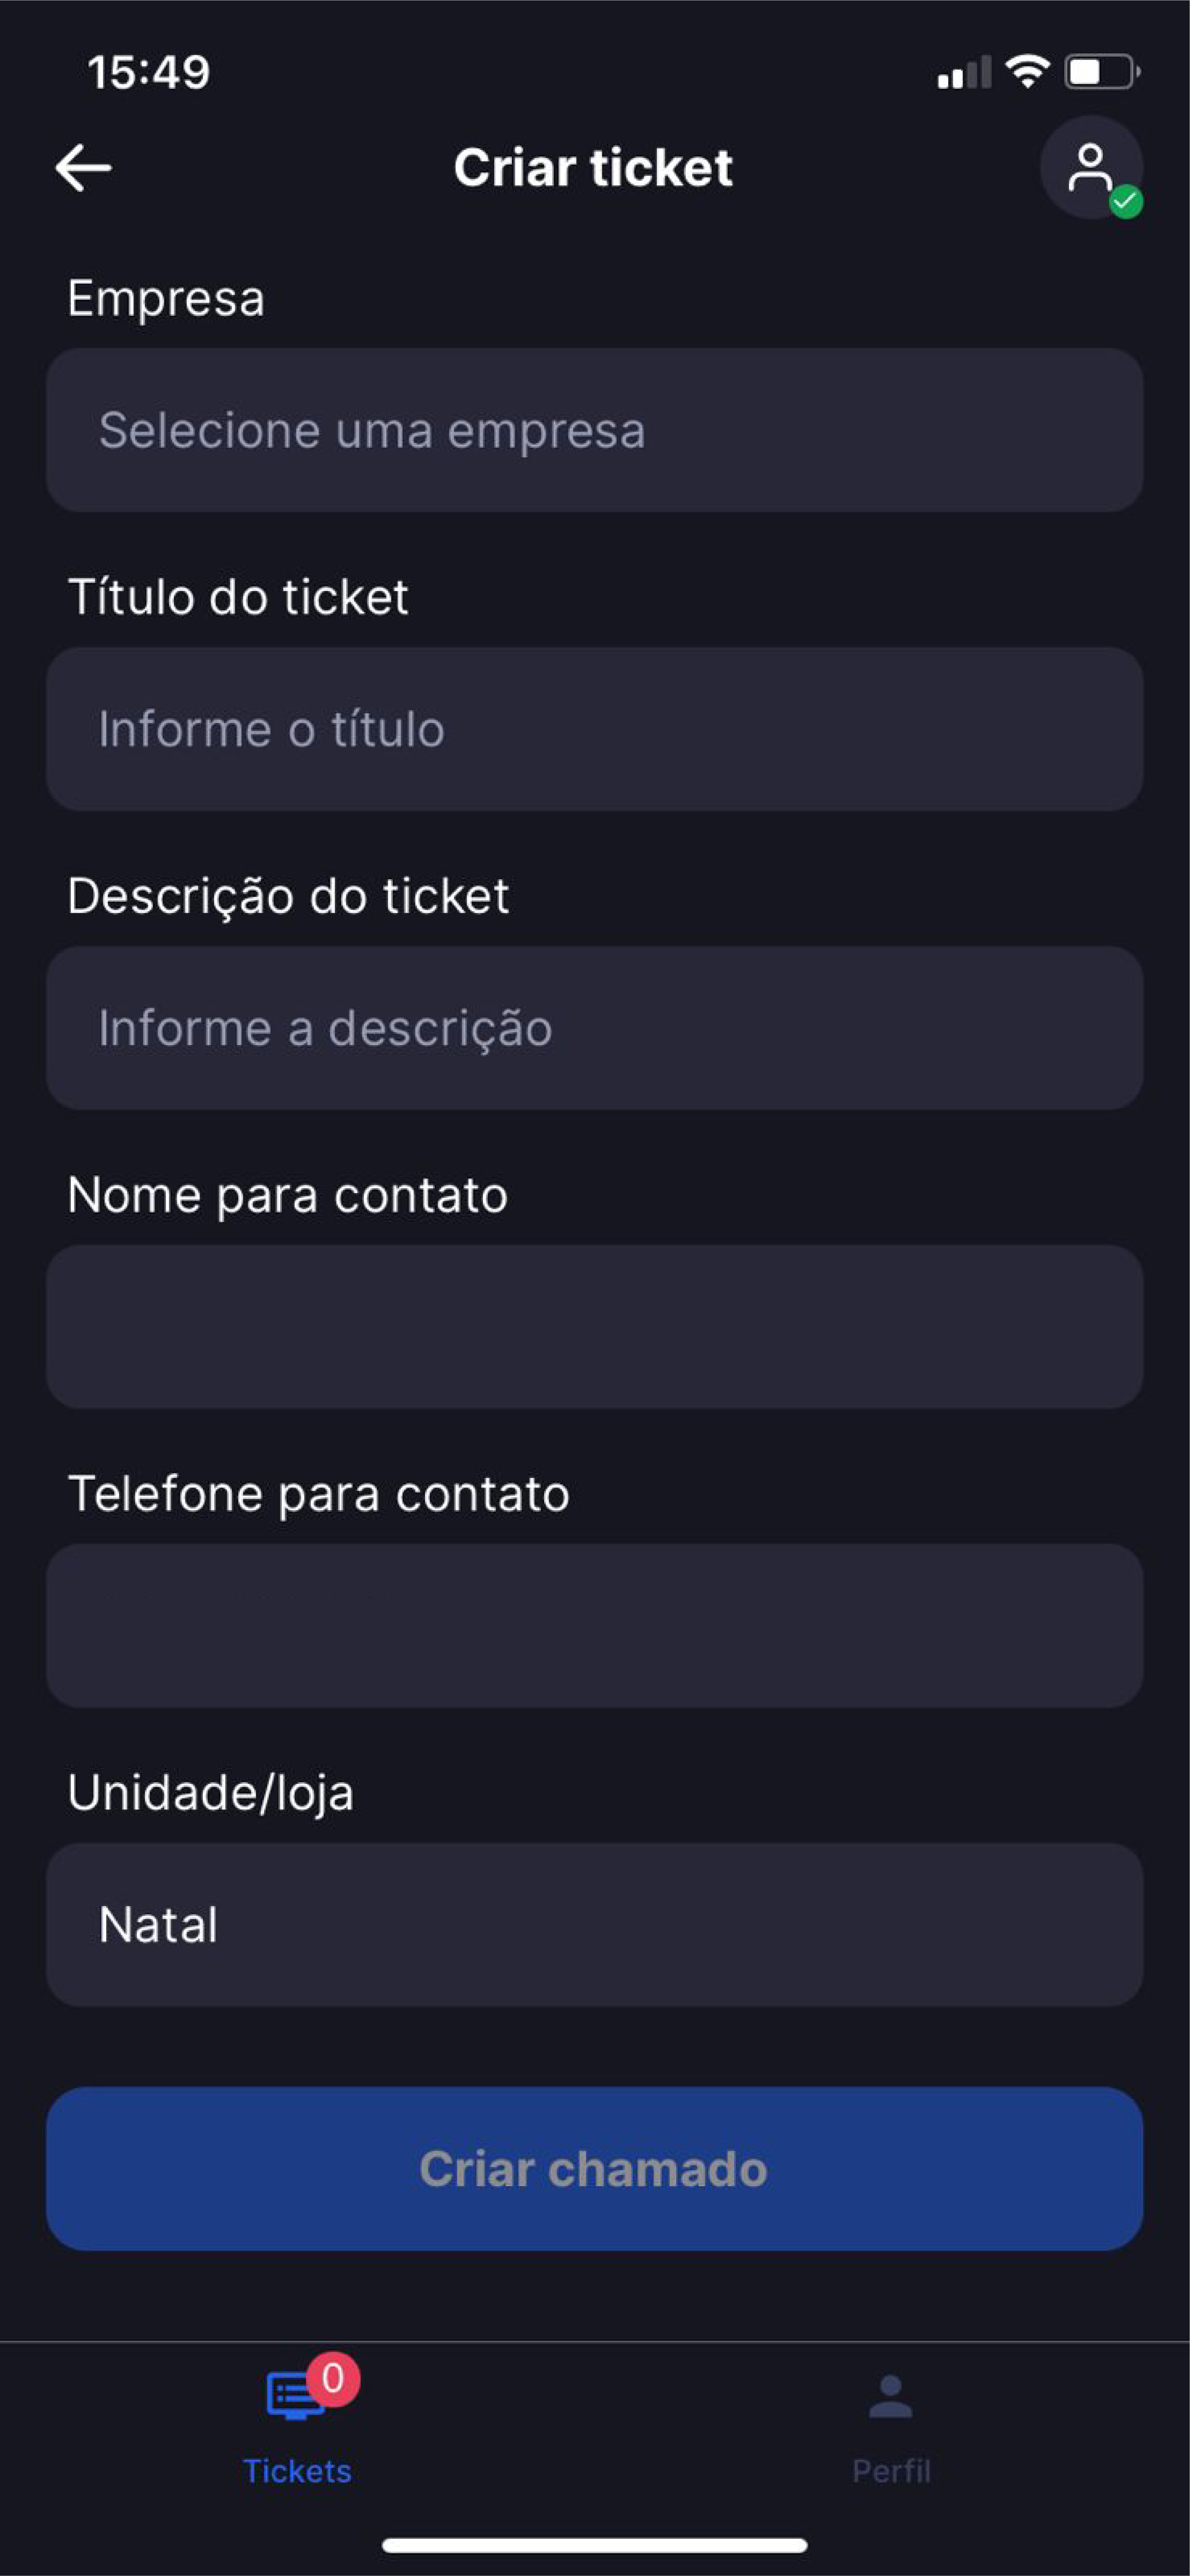 15:49
Criar ticket
Empresa
Selecione uma empresa
Título do ticket
Informe o título
Descrição do ticket
Informe a descrição
Nome para contato
Telefone para contato
Unidade/loja
Natal
Criar chamado
0
Tickets
Perfil